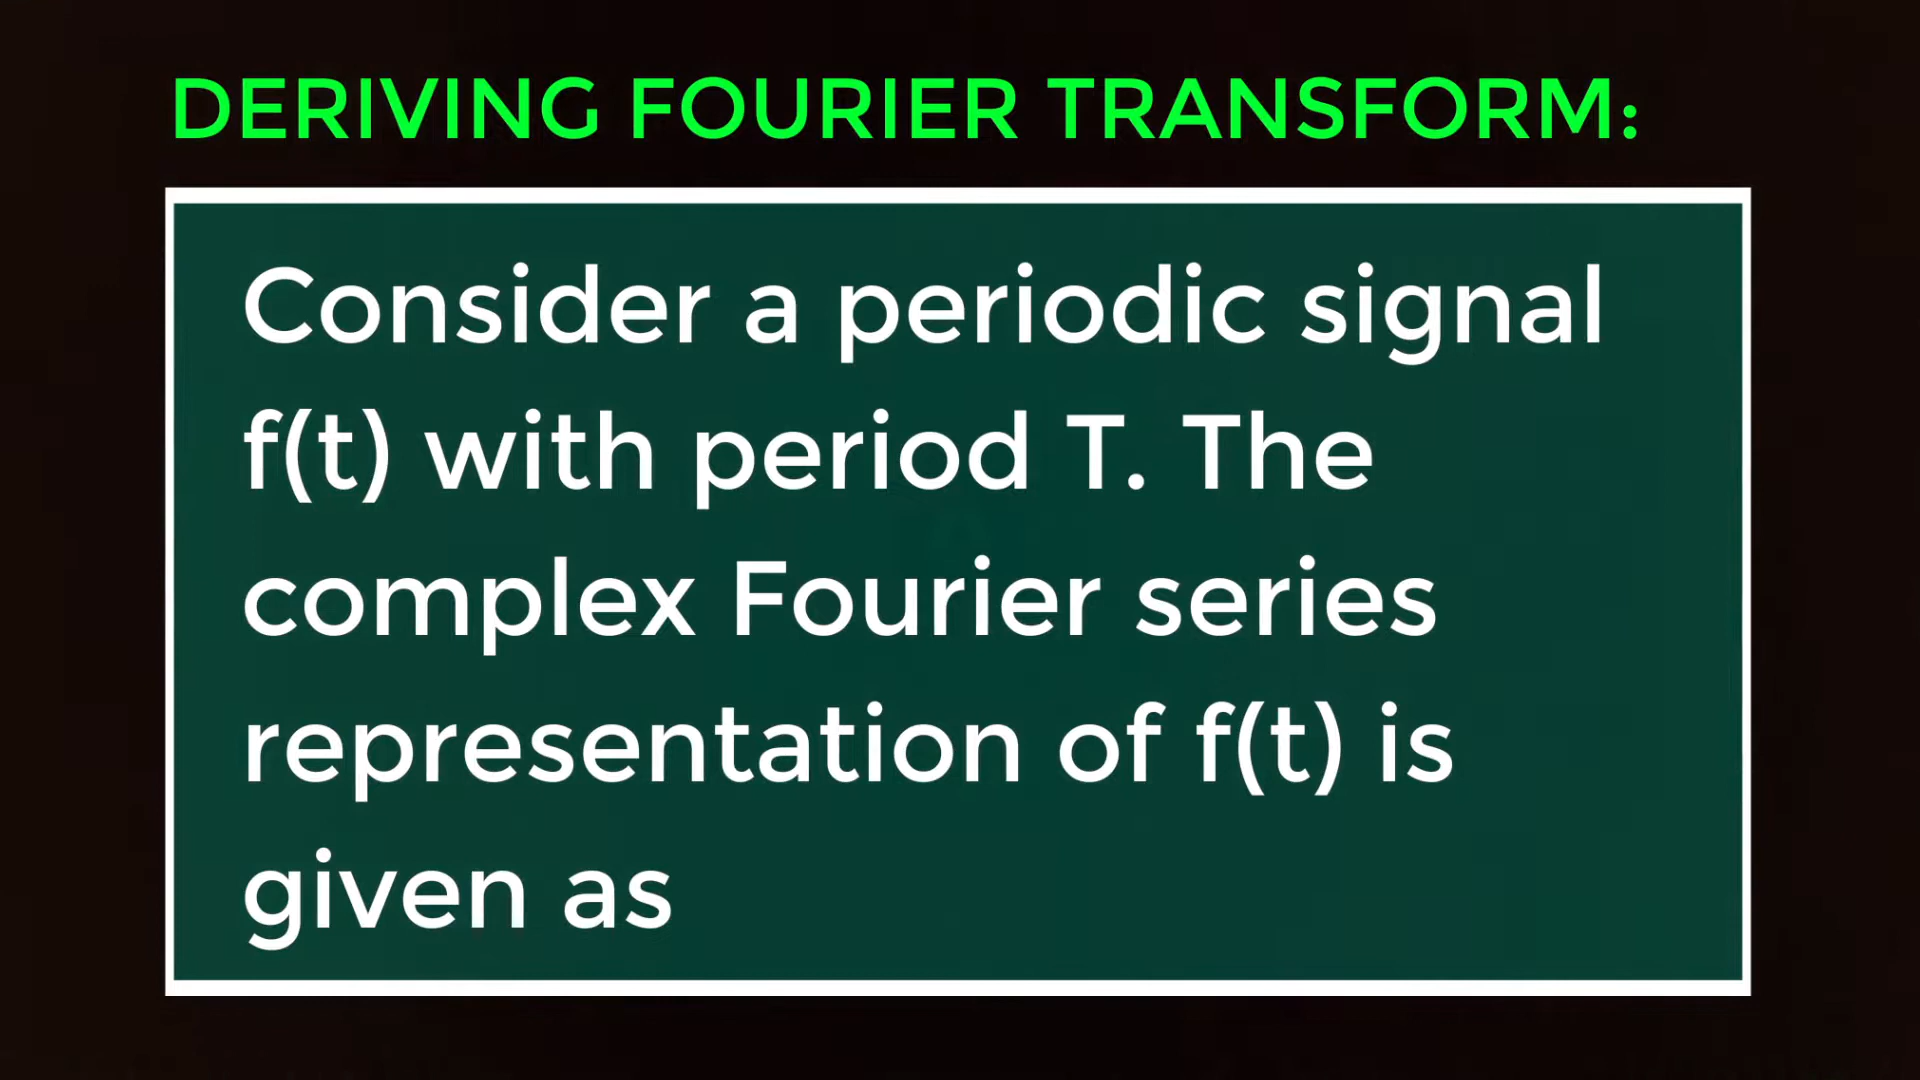 DERIVING FOURIER TRANSFORM:
Consider a periodic signal
f(t) with period T. The
complex Fourier series
representation of f(t) is
given as